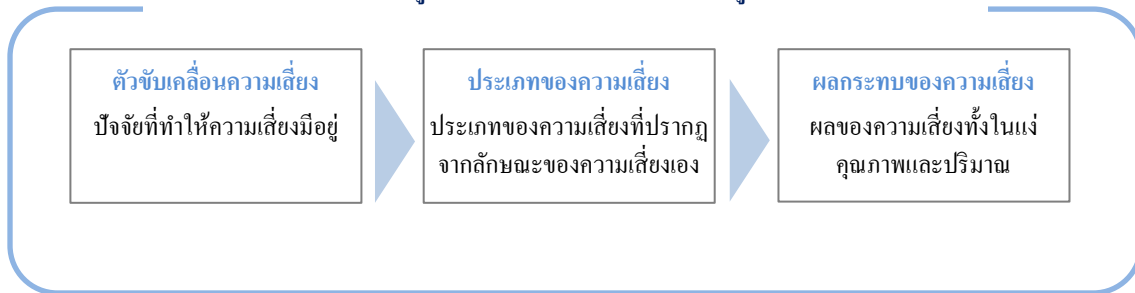 ตัวขับเคลื่อนความเสี่ยง
ปัจจัยที่ทำให้ความเสี่ยงมีอยู่
ประเภทของความเสี่ยง
ประเภทของความเสี่ยงที่ปรากฏ
จากลักษณะของความเสี่ยงเอง
ผลกระทบของความเสี่ยง
ผลของความเสี่ยงทั้งในแง่
คุณภาพและปริมาณ